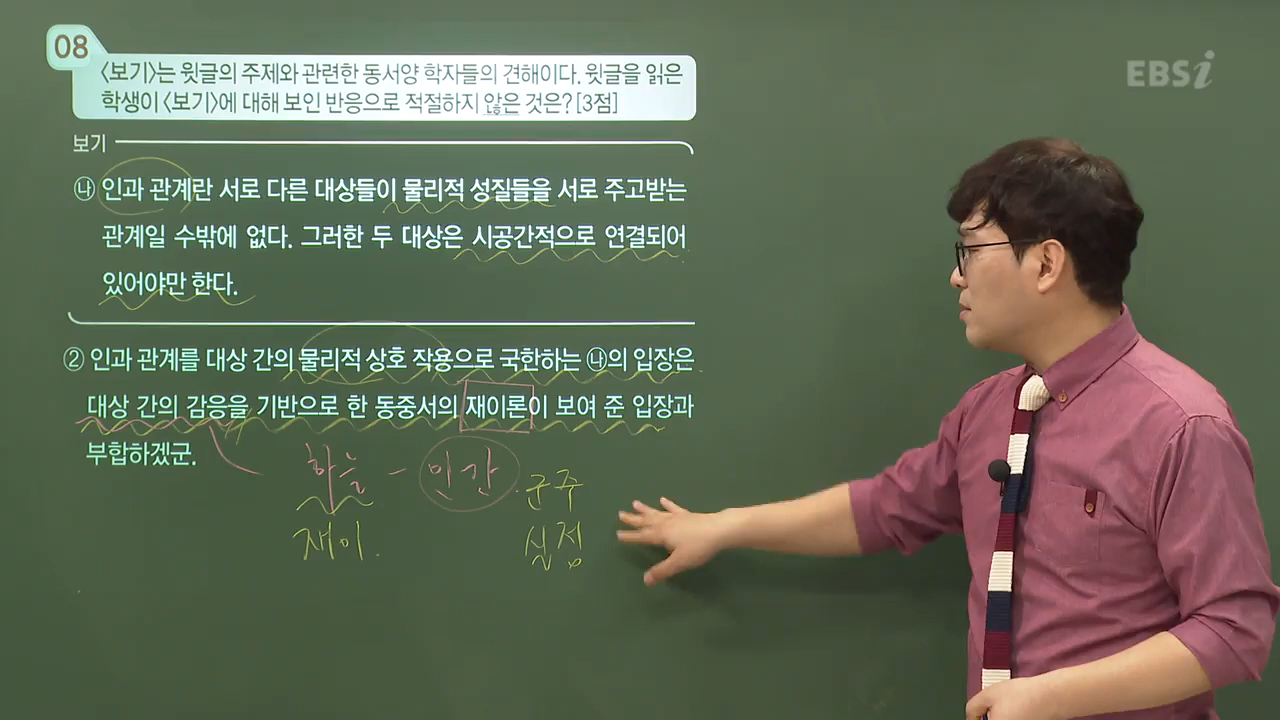 08
〈보기〉는 윗글의 주제와 관련한 동서양 학자들의 견해이다. 윗글을 읽은
학생이 〈보기〉에 대해 보인 반응으로 적절하지 않은 것은? [3점]
EBSi
보기
㉯ 인과 관계란 서로 다른 대상들이 물리적 성질들을 서로 주고받는
관계일 수밖에 없다. 그러한 두 대상은 시공간적으로 연결되어
있어야만 한다.
② 인과 관계를 대상 간의 물리적 상호 작용으로 국한하는 ㉯의 입장은
대상 간의 감응을 기반으로 한 동중서의 재이론이 보여 준 입장과
부합하겠군.
하늘 - 인간 군주
재이. 실정